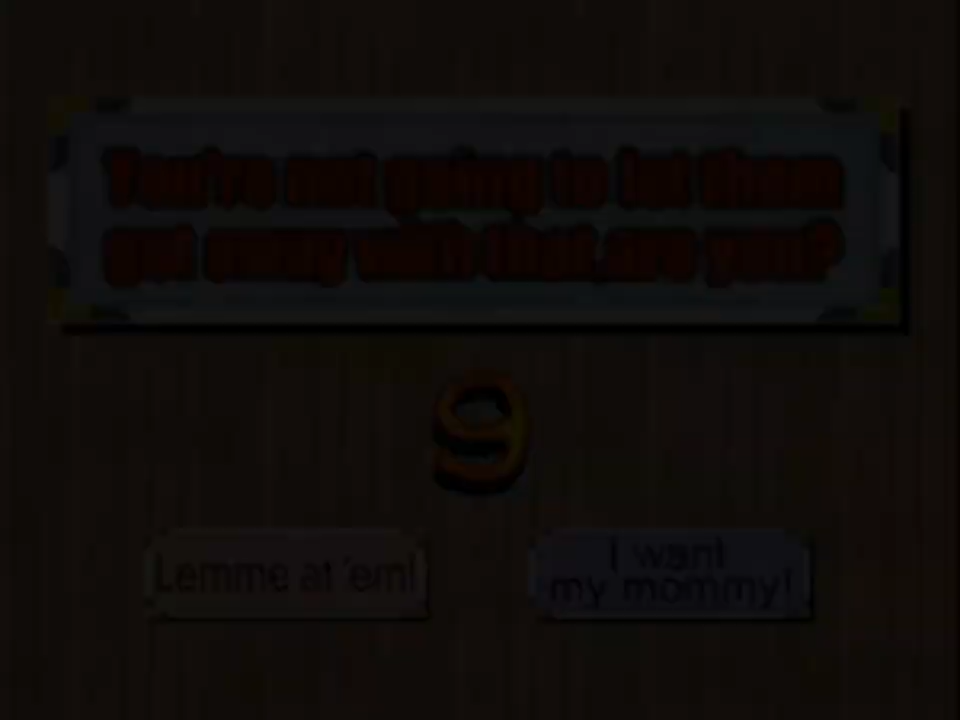 You're not going to let them
get away with that, are you?
9
Lemme at 'em!
I want
my mommy!